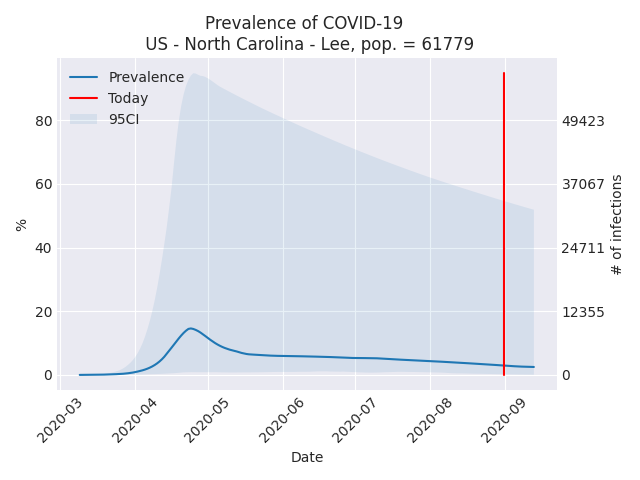 Prevalence of COVID-19
US - North Carolina - Lee, pop. = 61779
Prevalence
Today
95CI
80
60
40
20
0
%
49423
37067
24711
12355
0
# of infections
2020-03
2020-04
2020-05
2020-06
2020-07
2020-08
2020-09
Date